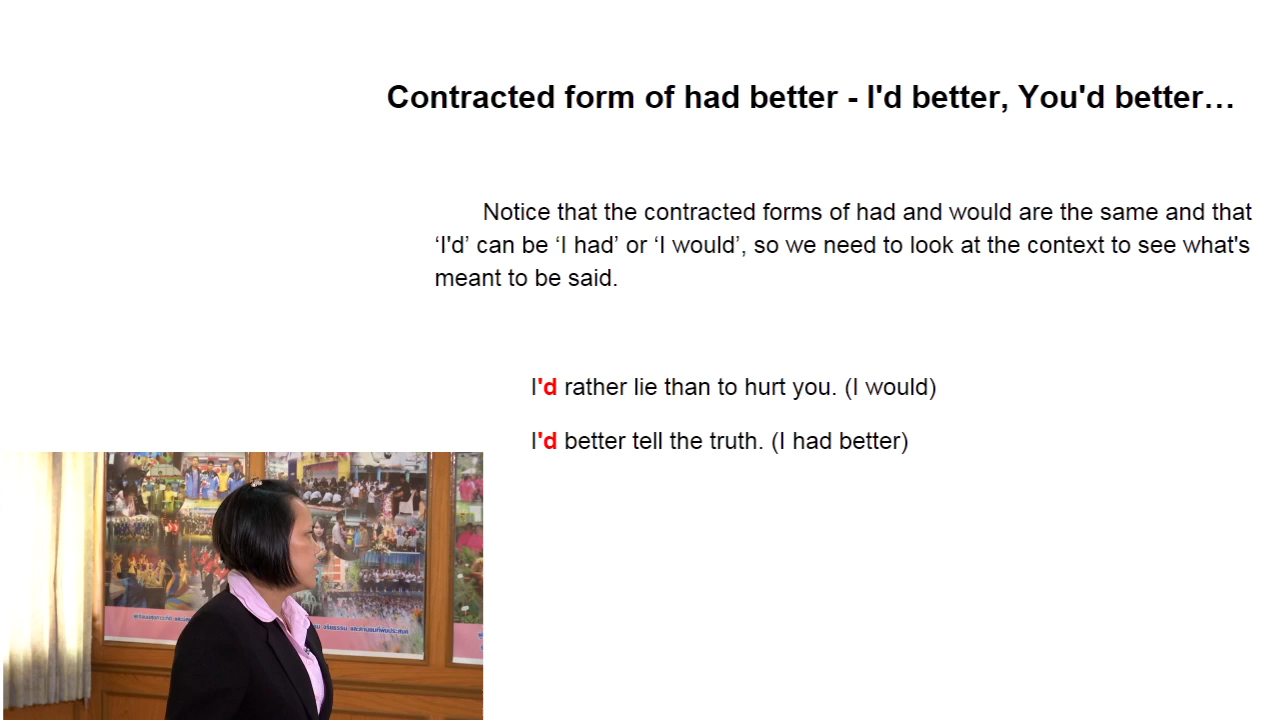 Contracted form of had better - I'd better, You'd better…
Notice that the contracted forms of had and would are the same and that
‘I'd’ can be ‘I had’ or ‘I would’, so we need to look at the context to see what's
meant to be said.
I'd rather lie than to hurt you. (I would)
I'd better tell the truth. (I had better)